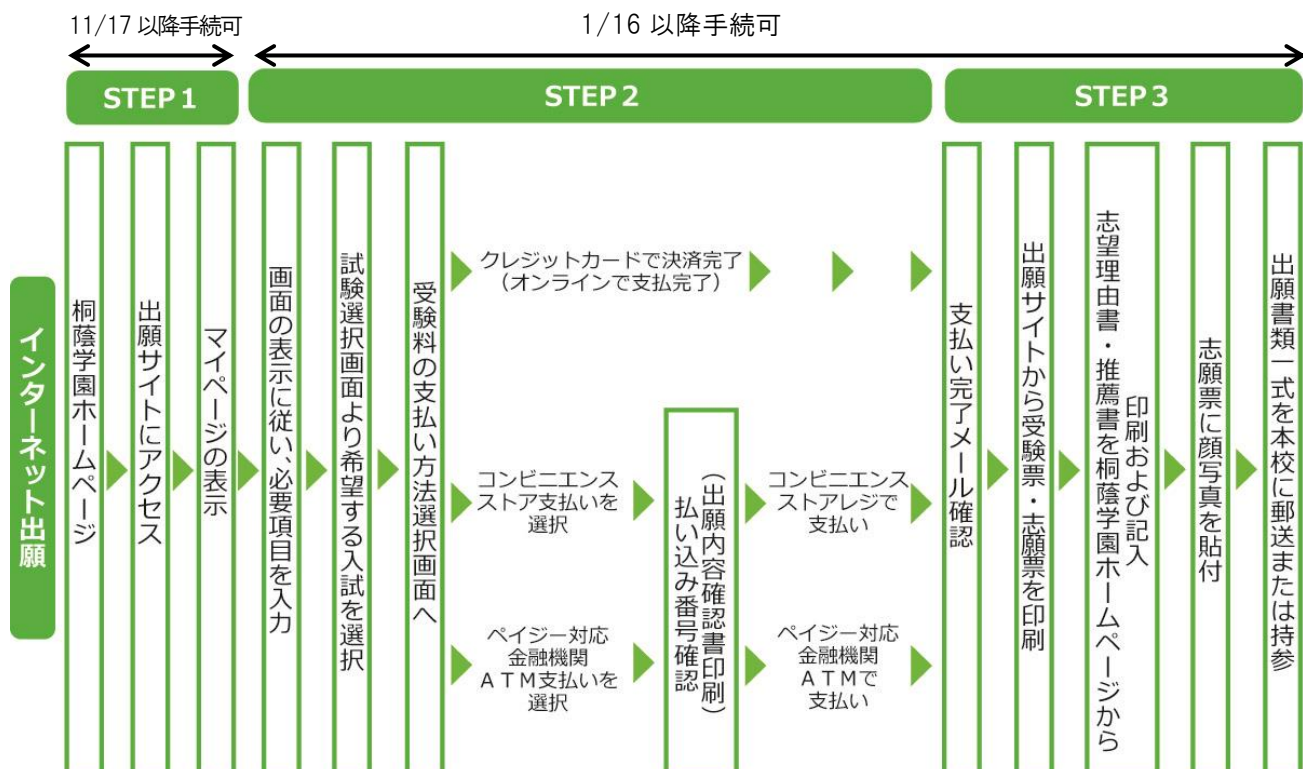 11/17 以降手続可
1/16 以降手続可
STEP 1
STEP 2
STEP 3
インターネット出願
桐蔭学園ホームページ
出願サイトにアクセス
マイページの表示
画面の表示に従い、必要項目を入力
試験選択画面より希望する入試を選択
受験料の支払い方法選択画面へ
クレジットカードで決済完了
（オンラインで支払完了）
コンビニエンス
ストア支払いを
選択
ペイジー対応
金融機関
ＡＴＭ支払いを
選択
（出願内容確認書印刷）
払い込み番号確認
コンビニエンス
ストアレジで
支払い
ペイジー対応
金融機関
ＡＴＭで
支払い
支払い完了メール確認
出願サイトから受験票・志願票を印刷
志望理由書・推薦書を桐蔭学園ホームページから
印刷および記入
志願票に顔写真を貼付
出願書類一式を本校に郵送または持参